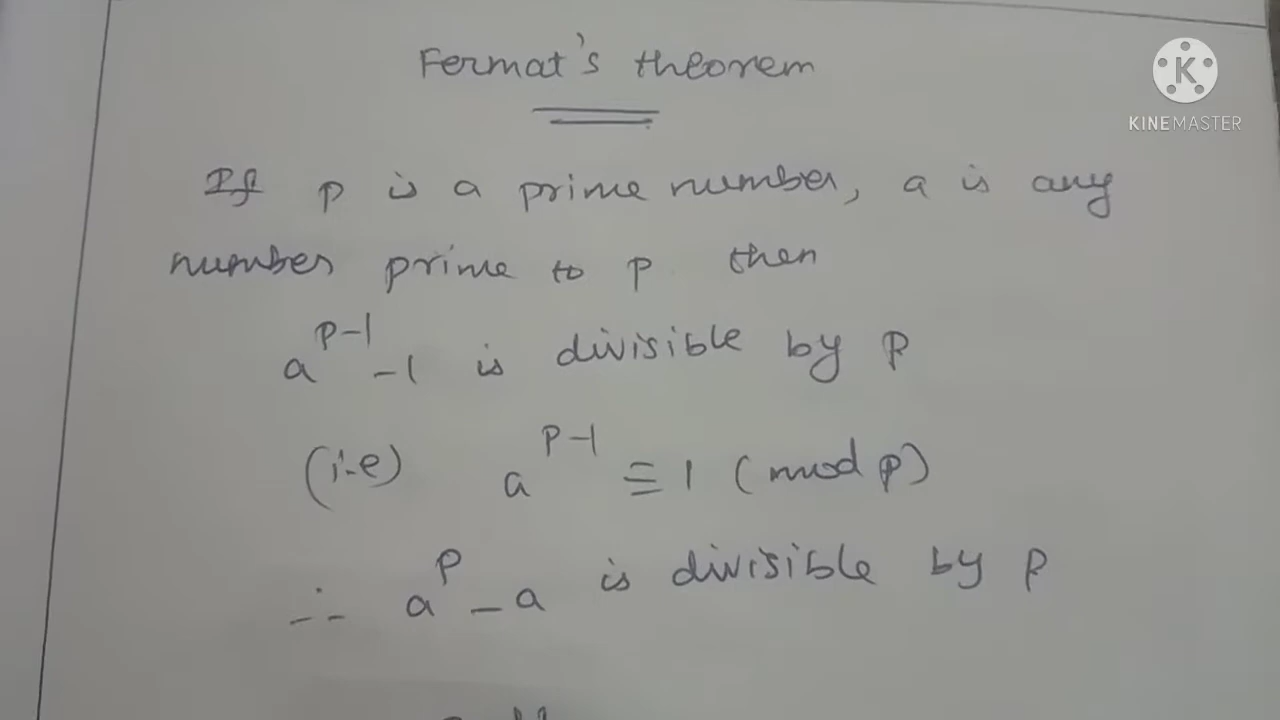 Fermat's theorem
K
KINEMASTER
If p is a prime number, a is any
number prime to p then
a^{p-1} - 1 is divisible by p
(i-e) a^{p-1} ≡ 1 (mod p)
∴ a^p - a is divisible by p